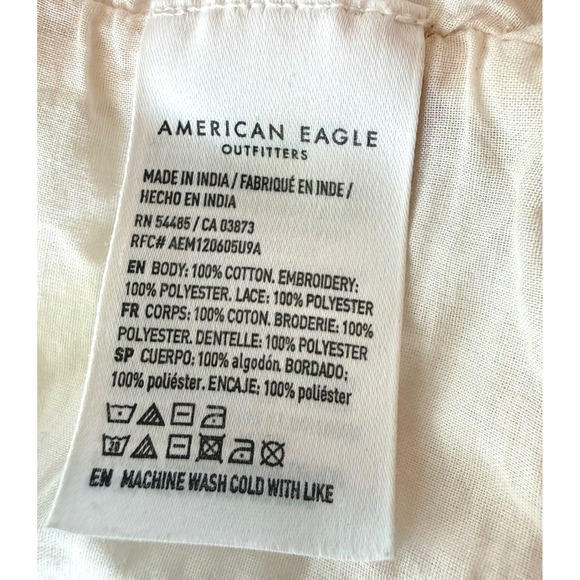 AMERICAN EAGLE
OUTFITTERS
MADE IN INDIA / FABRIQUÉ EN INDE /
HECHO EN INDIA
RN 54485 / CA 03873
RFC# AEM120605U9A
EN BODY: 100% COTTON. EMBROIDERY:
100% POLYESTER. LACE: 100% POLYESTER
FR CORPS: 100% COTON. BRODERIE: 100%
POLYESTER. DENTELLE: 100% POLYESTER
SP CUERPO: 100% algodón. BORDADO:
100% poliéster. ENCAJE: 100% poliéster
20
EN MACHINE WASH COLD WITH LIKE